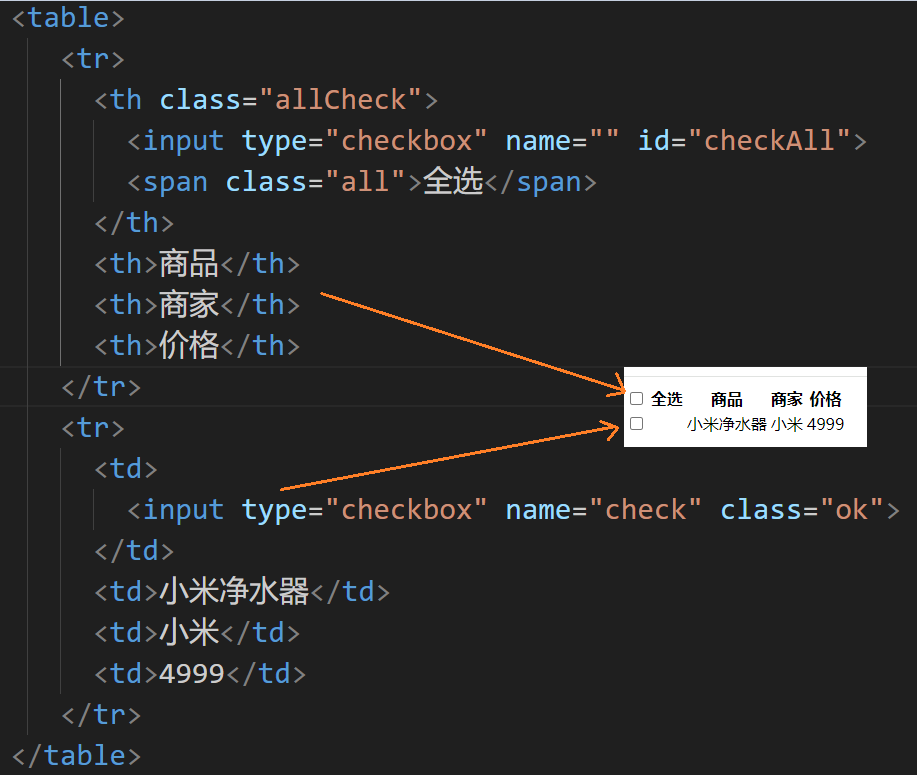 <table>
<tr>
<th class="allCheck">
<input type="checkbox" name="" id="checkAll">
<span class="all">全选</span>
</th>
<th>商品</th>
<th>商家</th>
<th>价格</th>
</tr>
全选 商品 商家 价格
<tr>
小米净水器 小米 4999
<td>
<input type="checkbox" name="check" class="ok">
</td>
<td>小米净水器</td>
<td>小米</td>
<td>4999</td>
</tr>
</table>